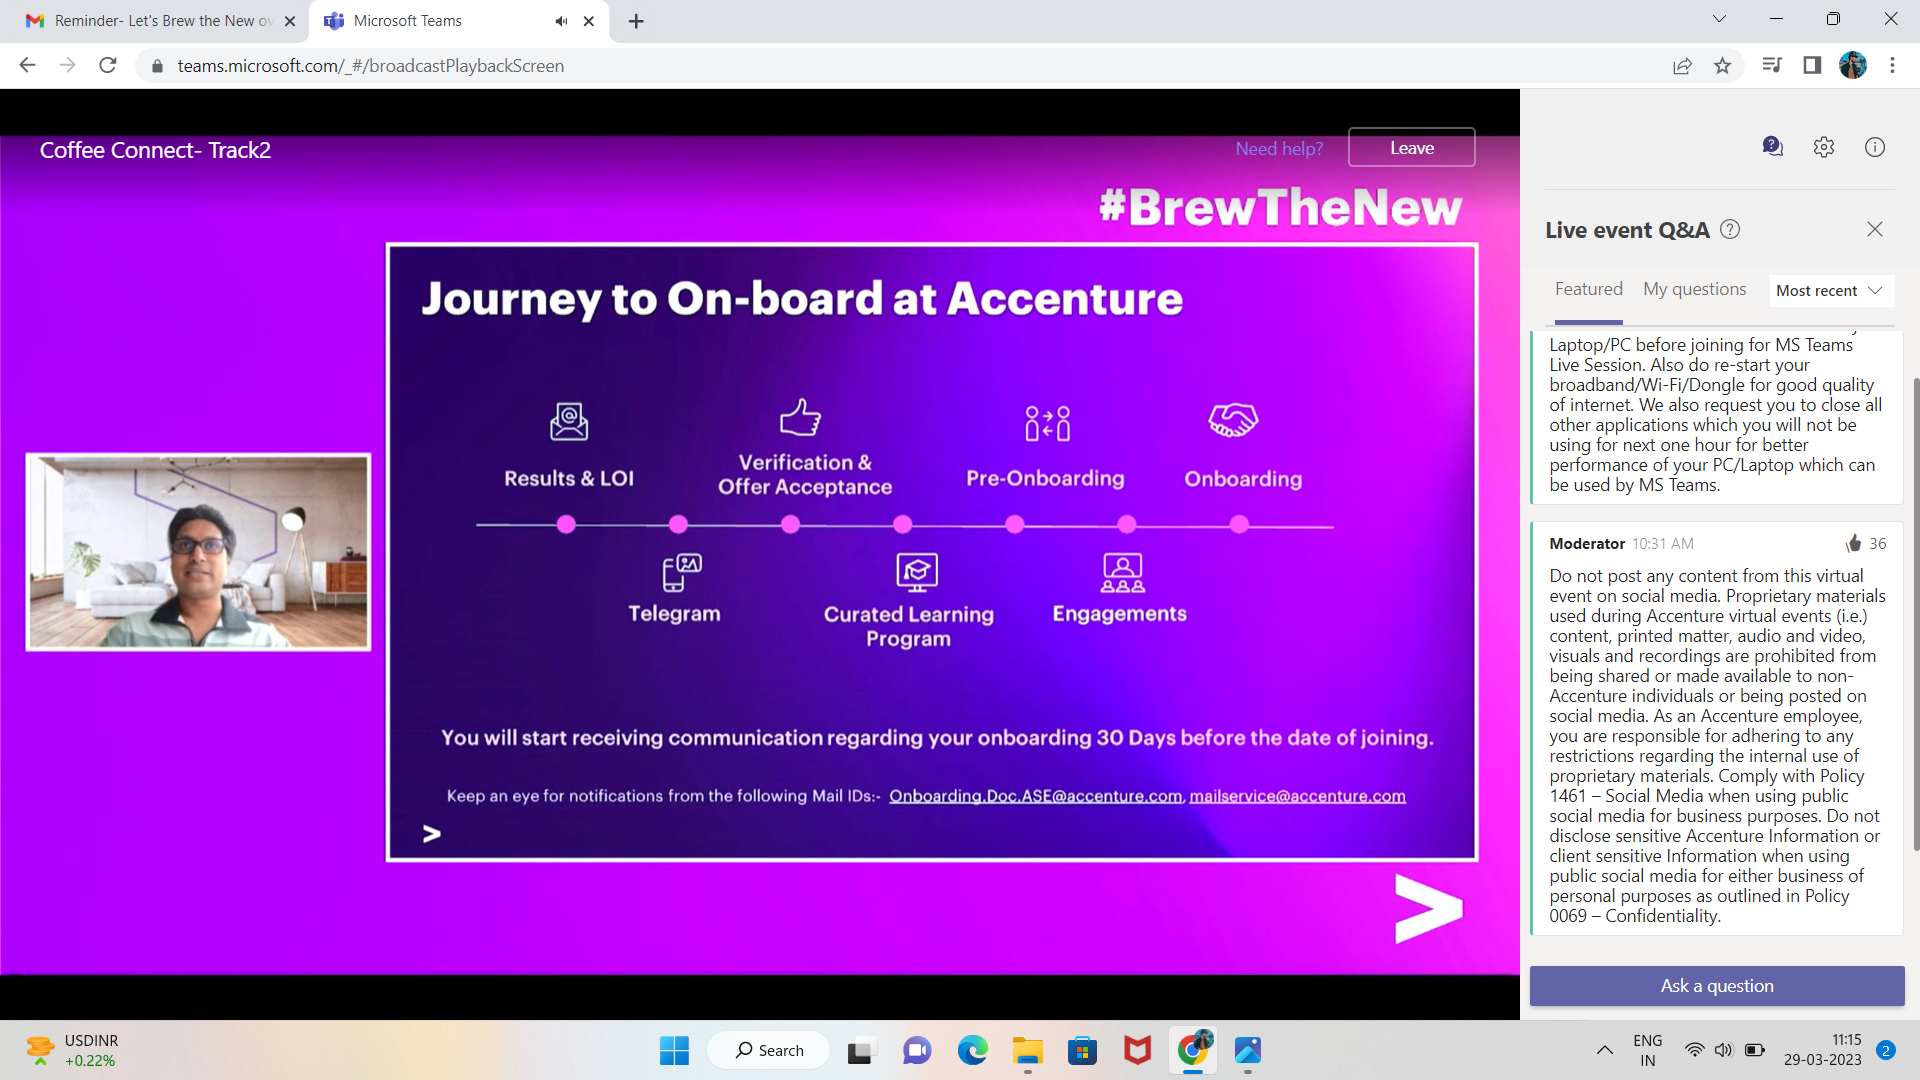 Reminder- Let's Brew the New ov
Microsoft Teams
teams.microsoft.com/_#/broadcastPlaybackScreen
Coffee Connect- Track2
Need help?
Leave
#BrewTheNew
Journey to On-board at Accenture
Results & LOI
Verification &
Offer Acceptance
Pre-Onboarding
Onboarding
Telegram
Curated Learning
Program
Engagements
You will start receiving communication regarding your onboarding 30 Days before the date of joining.
Keep an eye for notifications from the following Mail IDs:- Onboarding.Doc.ASE@accenture.com, mailservice@accenture.com
>
Live event Q&A
Featured
My questions
Most recent
Laptop/PC before joining for MS Teams
Live Session. Also do re-start your
broadband/Wi-Fi/Dongle for good quality
of internet. We also request you to close all
other applications which you will not be
using for next one hour for better
performance of your PC/Laptop which can
be used by MS Teams.
Moderator 10:31 AM
36
Do not post any content from this virtual
event on social media. Proprietary materials
used during Accenture virtual events (i.e.)
content, printed matter, audio and video,
visuals and recordings are prohibited from
being shared or made available to non-
Accenture individuals or being posted on
social media. As an Accenture employee,
you are responsible for adhering to any
restrictions regarding the internal use of
proprietary materials. Comply with Policy
1461 – Social Media when using public
social media for business purposes. Do not
disclose sensitive Accenture Information or
client sensitive Information when using
public social media for either business of
personal purposes as outlined in Policy
0069 – Confidentiality.
Ask a question
USDINR
+0.22%
Search
ENG
IN
11:15
29-03-2023
2